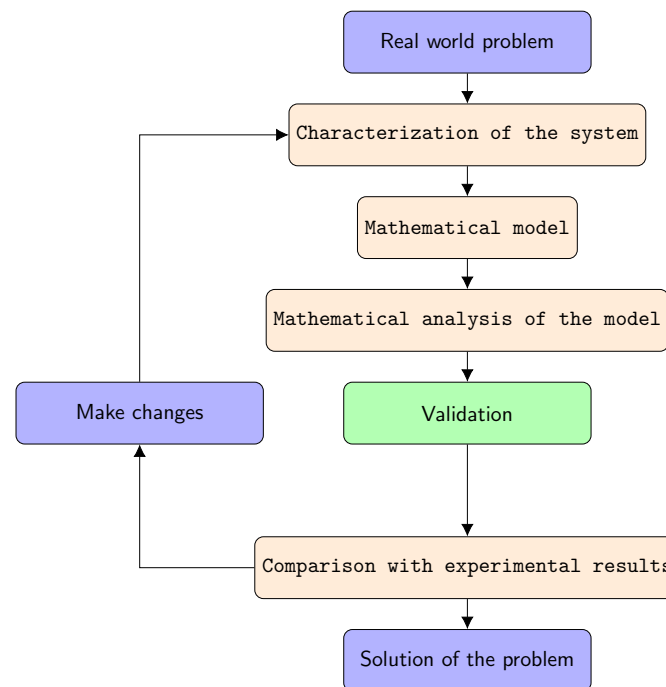 Real world problem
Characterization of the system
Mathematical model
Mathematical analysis of the model
Make changes
Validation
Comparison with experimental results
Solution of the problem